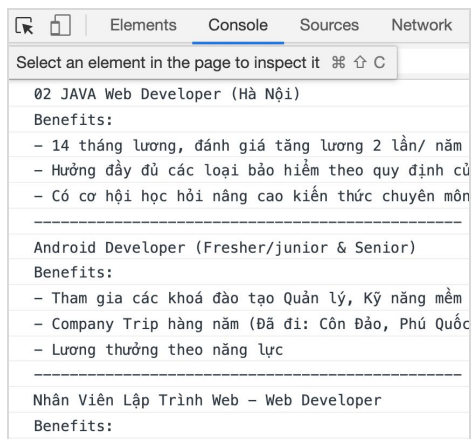 Elements Console Sources Network
Select an element in the page to inspect it ⌘ ⇧ C
02 JAVA Web Developer (Hà Nội)
Benefits:
- 14 tháng lương, đánh giá tăng lương 2 lần/ năm
- Hưởng đầy đủ các loại bảo hiểm theo quy định củ
- Có cơ hội học hỏi nâng cao kiến thức chuyên môn
------------------------------------------------
Android Developer (Fresher/junior & Senior)
Benefits:
- Tham gia các khoá đào tạo Quản lý, Kỹ năng mềm
- Company Trip hàng năm (Đã đi: Côn Đảo, Phú Quốc
- Lương thưởng theo năng lực
------------------------------------------------
Nhân Viên Lập Trình Web – Web Developer
Benefits: